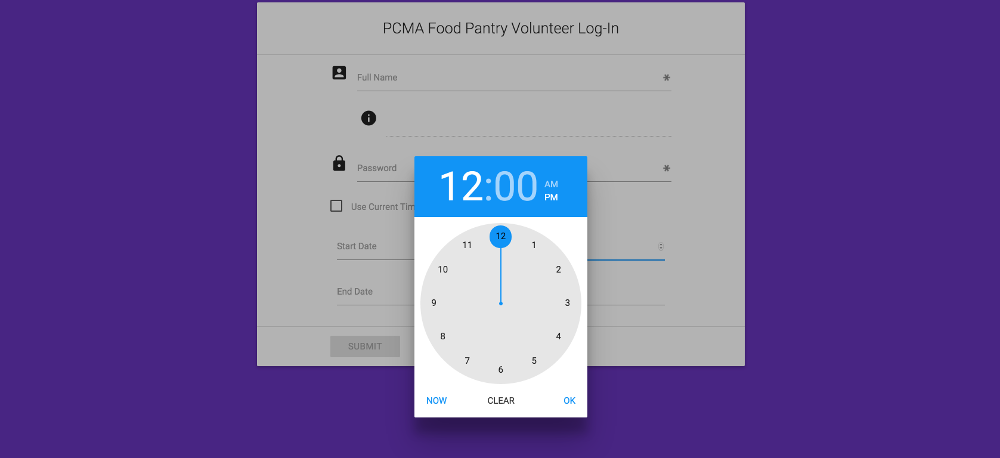 PCMA Food Pantry Volunteer Log-In
Full Name *
Password *
Use Current Tim
12:00 AM PM
Start Date
End Date
12
11 1
10 2
9 3
8 4
7 5
6
SUBMIT
NOW CLEAR OK